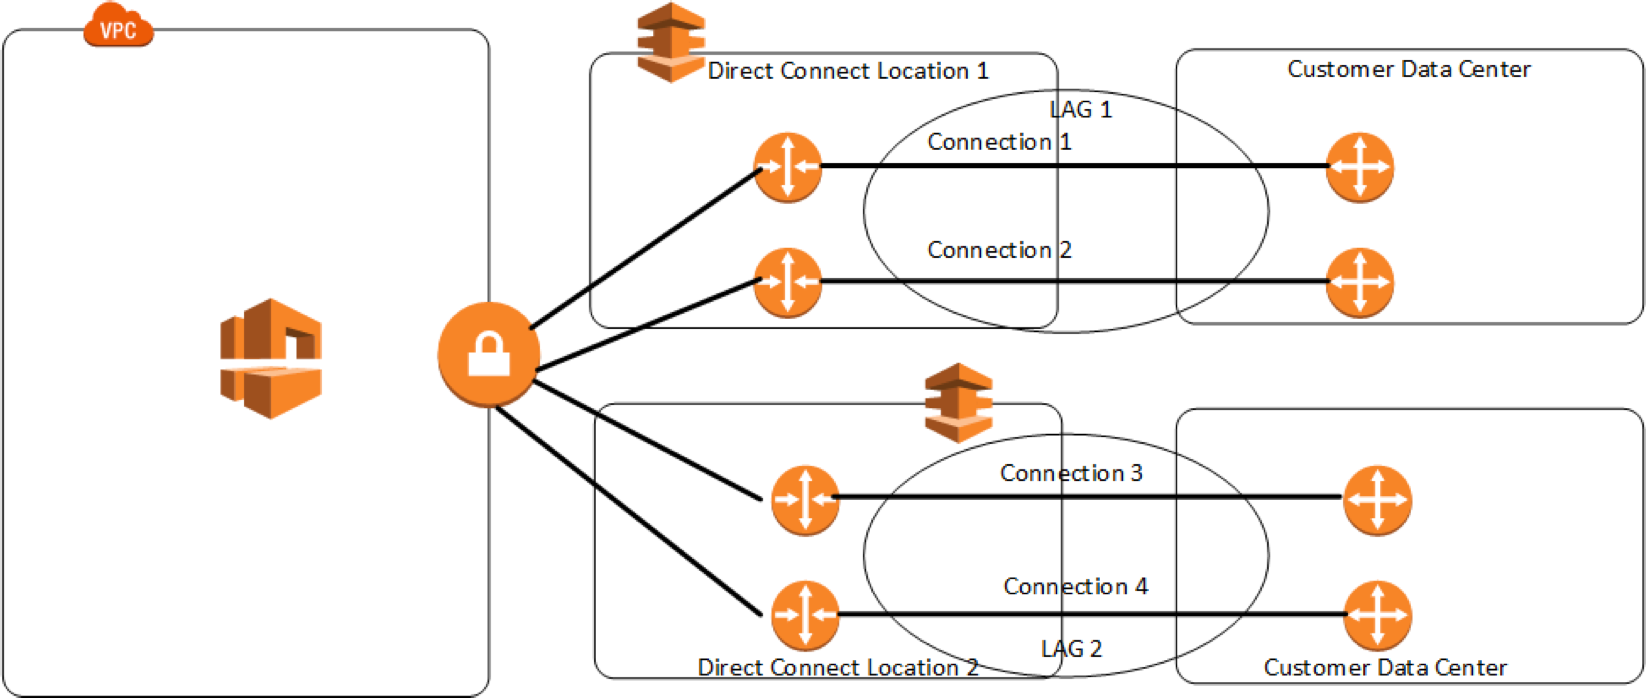 VPC
Direct Connect Location 1
Customer Data Center
LAG 1
Connection 1
Connection 2
Connection 3
Connection 4
LAG 2
Direct Connect Location 2
Customer Data Center